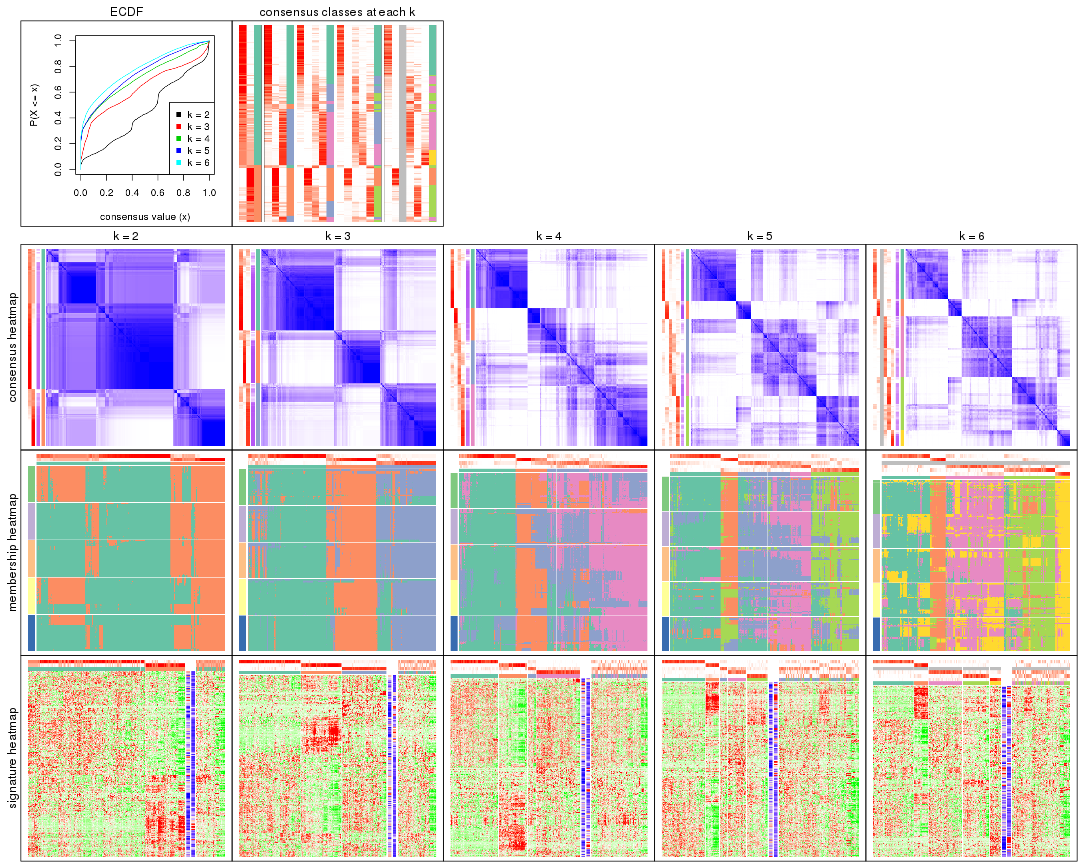 ECDF
consensus classes at each k
P(X <= x)
0.0 0.2 0.4 0.6 0.8 1.0
k = 2
k = 3
k = 4
k = 5
k = 6
0.0 0.2 0.4 0.6 0.8 1.0
consensus value (x)
k = 2
k = 3
k = 4
k = 5
k = 6
consensus heatmap
membership heatmap
signature heatmap